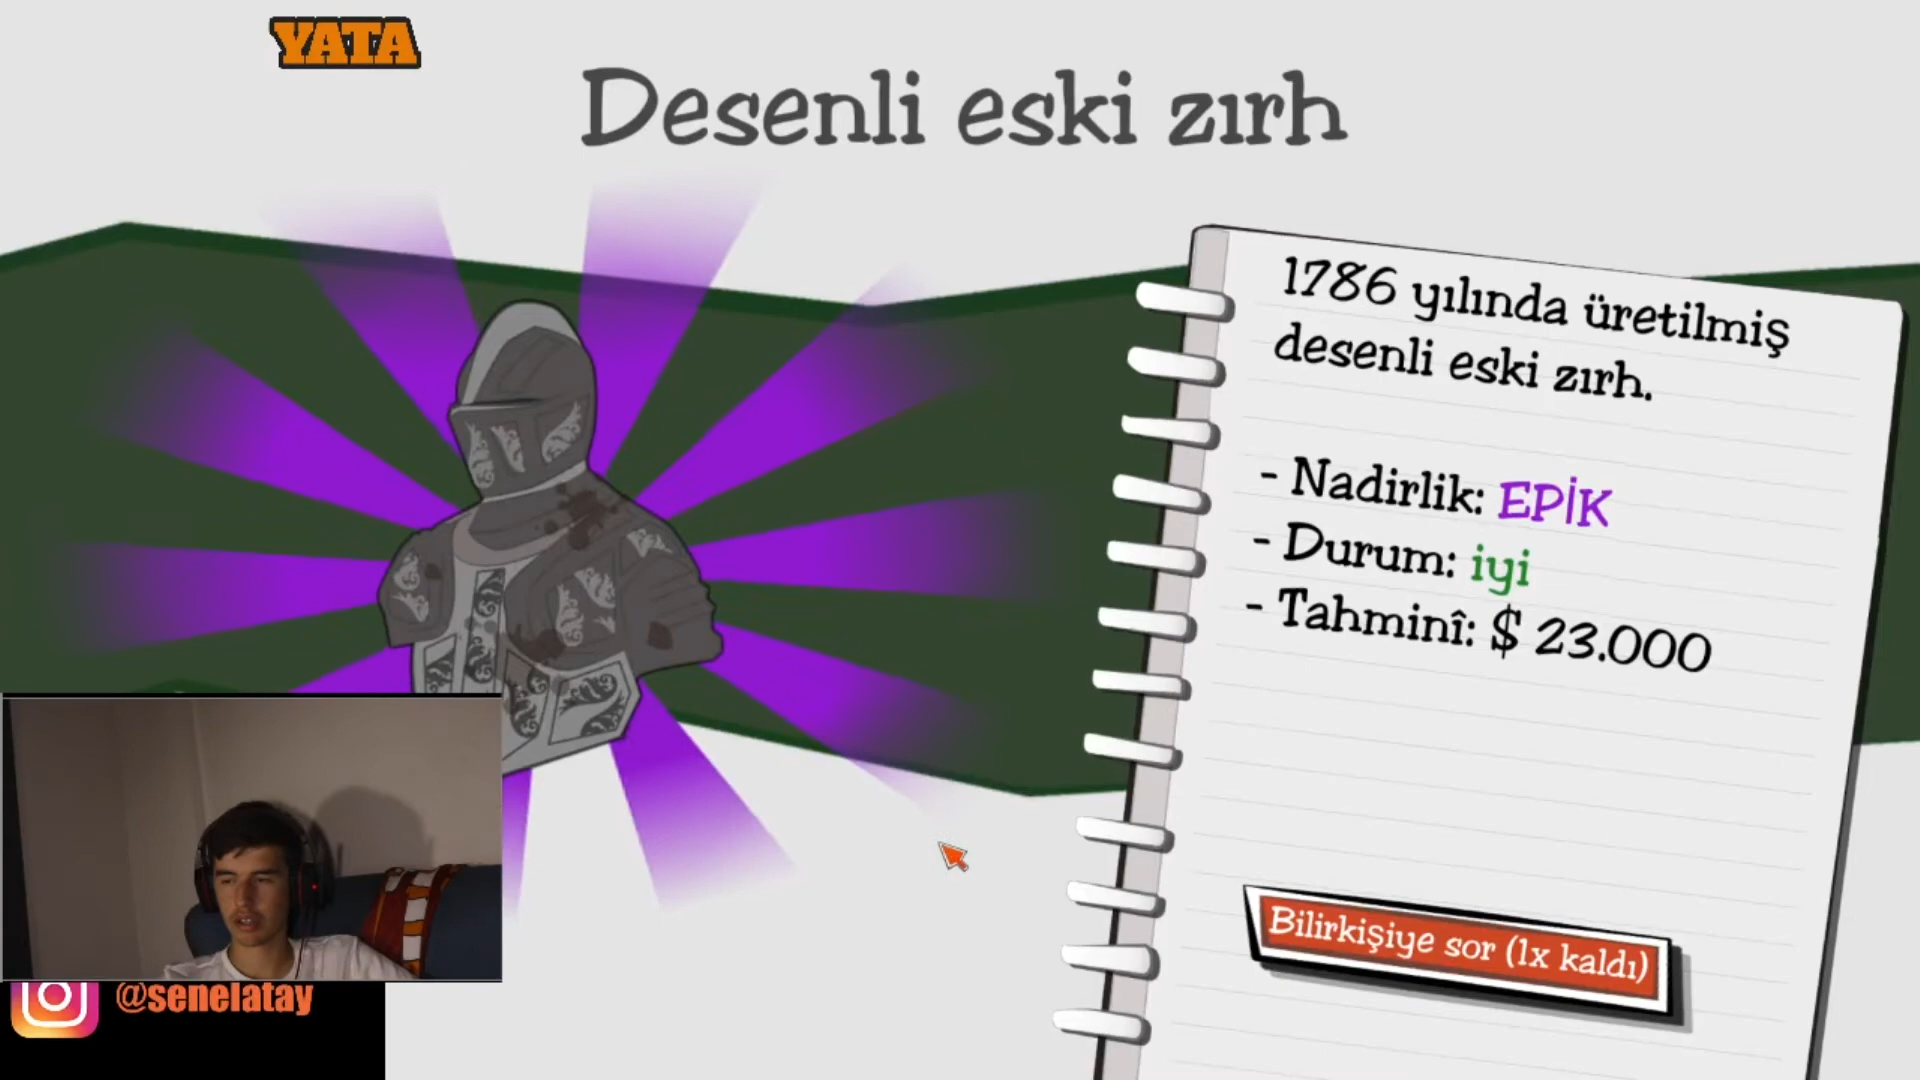 YATA
Desenli eski zırh
1786 yılında üretilmiş
desenli eski zırh.
- Nadirlik: EPİK
- Durum: iyi
- Tahminî: $ 23.000
Bilirkişiye sor (1x kaldı)
@senelatay